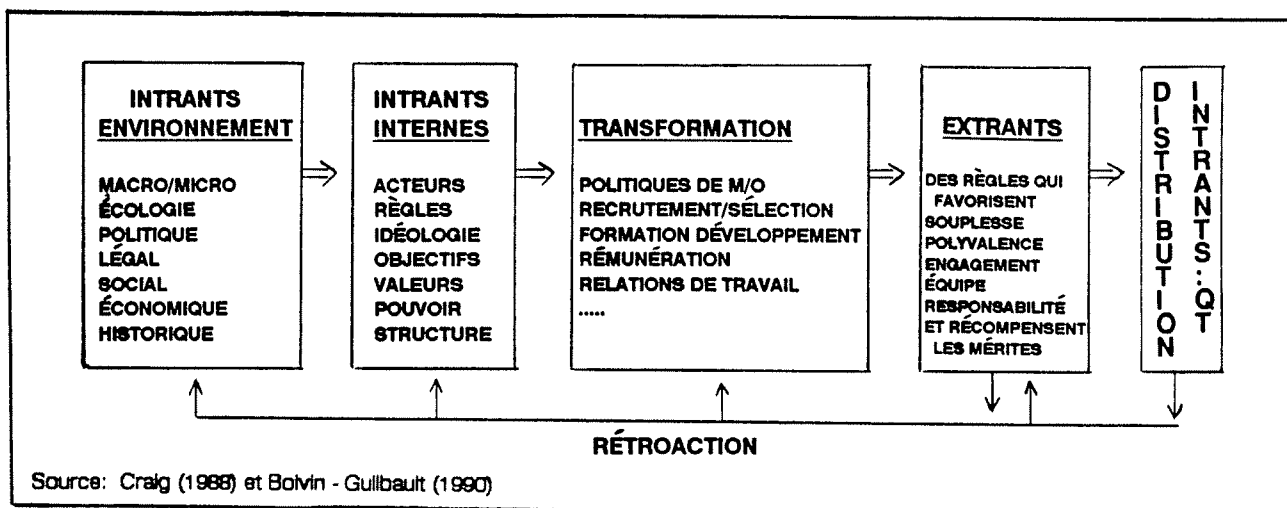 INTRANTS
ENVIRONNEMENT
MACRO/MICRO
ÉCOLOGIE
POLITIQUE
LÉGAL
SOCIAL
ÉCONOMIQUE
HISTORIQUE
INTRANTS
INTERNES
ACTEURS
RÈGLES
IDÉOLOGIE
OBJECTIFS
VALEURS
POUVOIR
STRUCTURE
TRANSFORMATION
POLITIQUES DE M/O
RECRUTEMENT/SÉLECTION
FORMATION DÉVELOPPEMENT
RÉMUNÉRATION
RELATIONS DE TRAVAIL
.....
EXTRANTS
DES RÈGLES QUI
FAVORISENT
SOUPLESSE
POLYVALENCE
ENGAGEMENT
ÉQUIPE
RESPONSABILITÉ
ET RÉCOMPENSENT
LES MÉRITES
DISTRIBUTION
INTRANTS:QT
RÉTROACTION
Source: Craig (1988) et Boivin - Guilbault (1990)